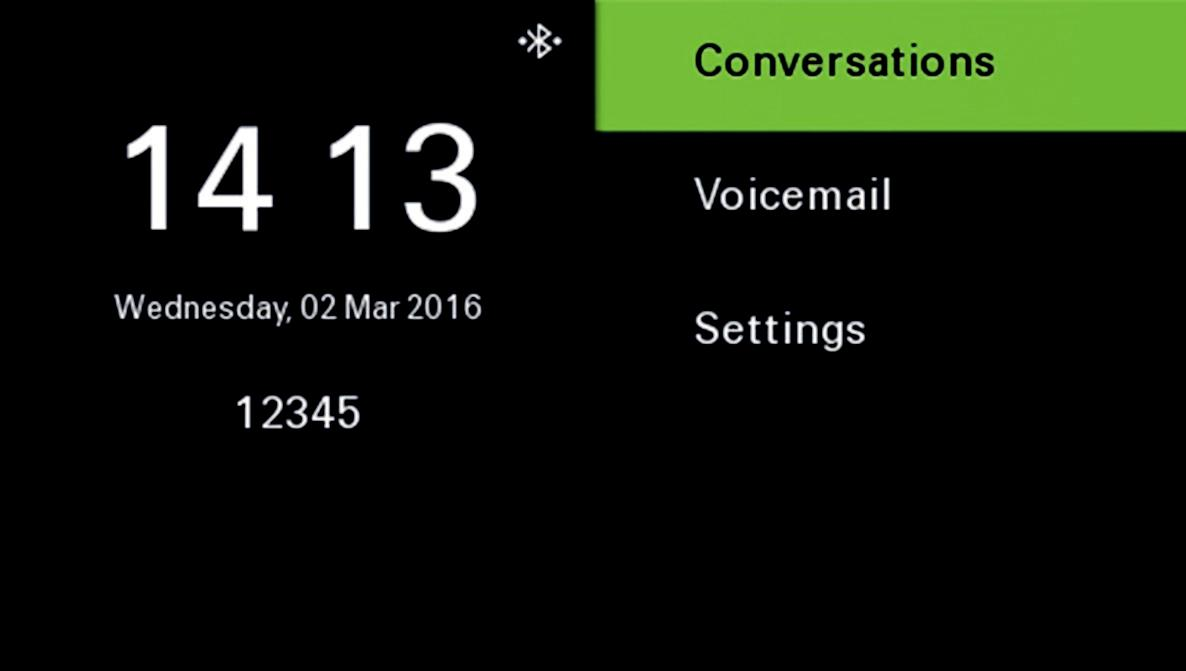 14 13
Wednesday, 02 Mar 2016
12345
Conversations
Voicemail
Settings